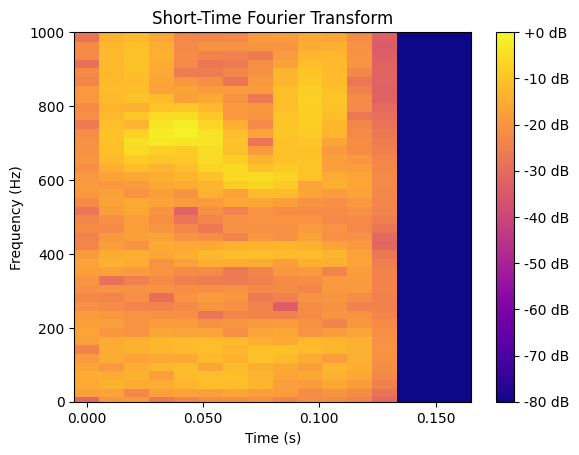 Short-Time Fourier Transform
1000
800
600
400
200
0
Frequency (Hz)
0.000
0.050
0.100
0.150
Time (s)
+0 dB
-10 dB
-20 dB
-30 dB
-40 dB
-50 dB
-60 dB
-70 dB
-80 dB